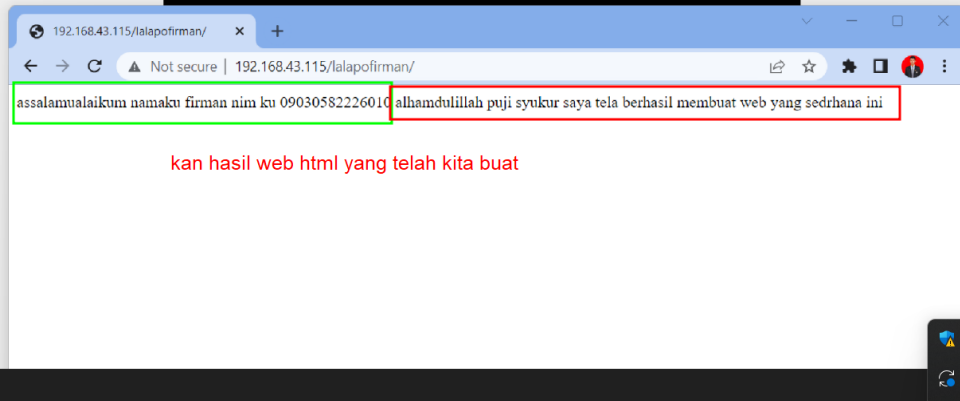 192.168.43.115/lalapofirman/
Not secure | 192.168.43.115/lalapofirman/
assalamualaikum namaku firman nim ku 09030582226010 alhamdulillah puji syukur saya tela berhasil membuat web yang sedrhana ini
kan hasil web html yang telah kita buat